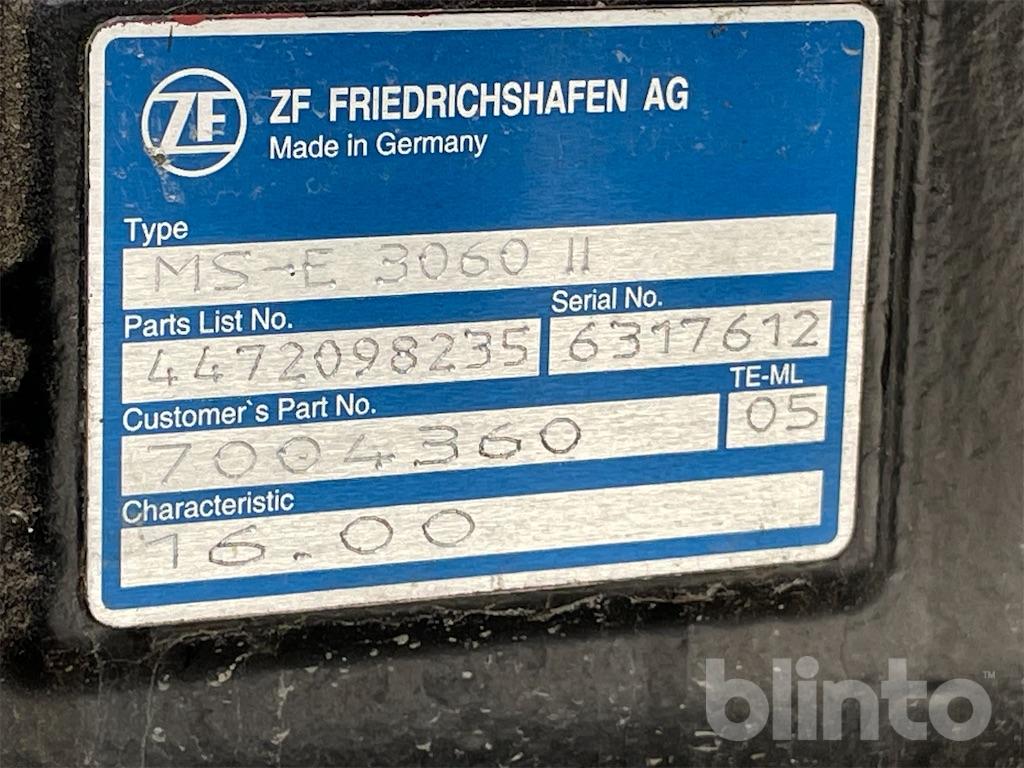 ZF
ZF FRIEDRICHSHAFEN AG
Made in Germany
Type
MS-E 3060 II
Parts List No.
4472098235
Serial No.
6317612
Customer`s Part No.
7004360
TE-ML
05
Characteristic
16.00
blinto™